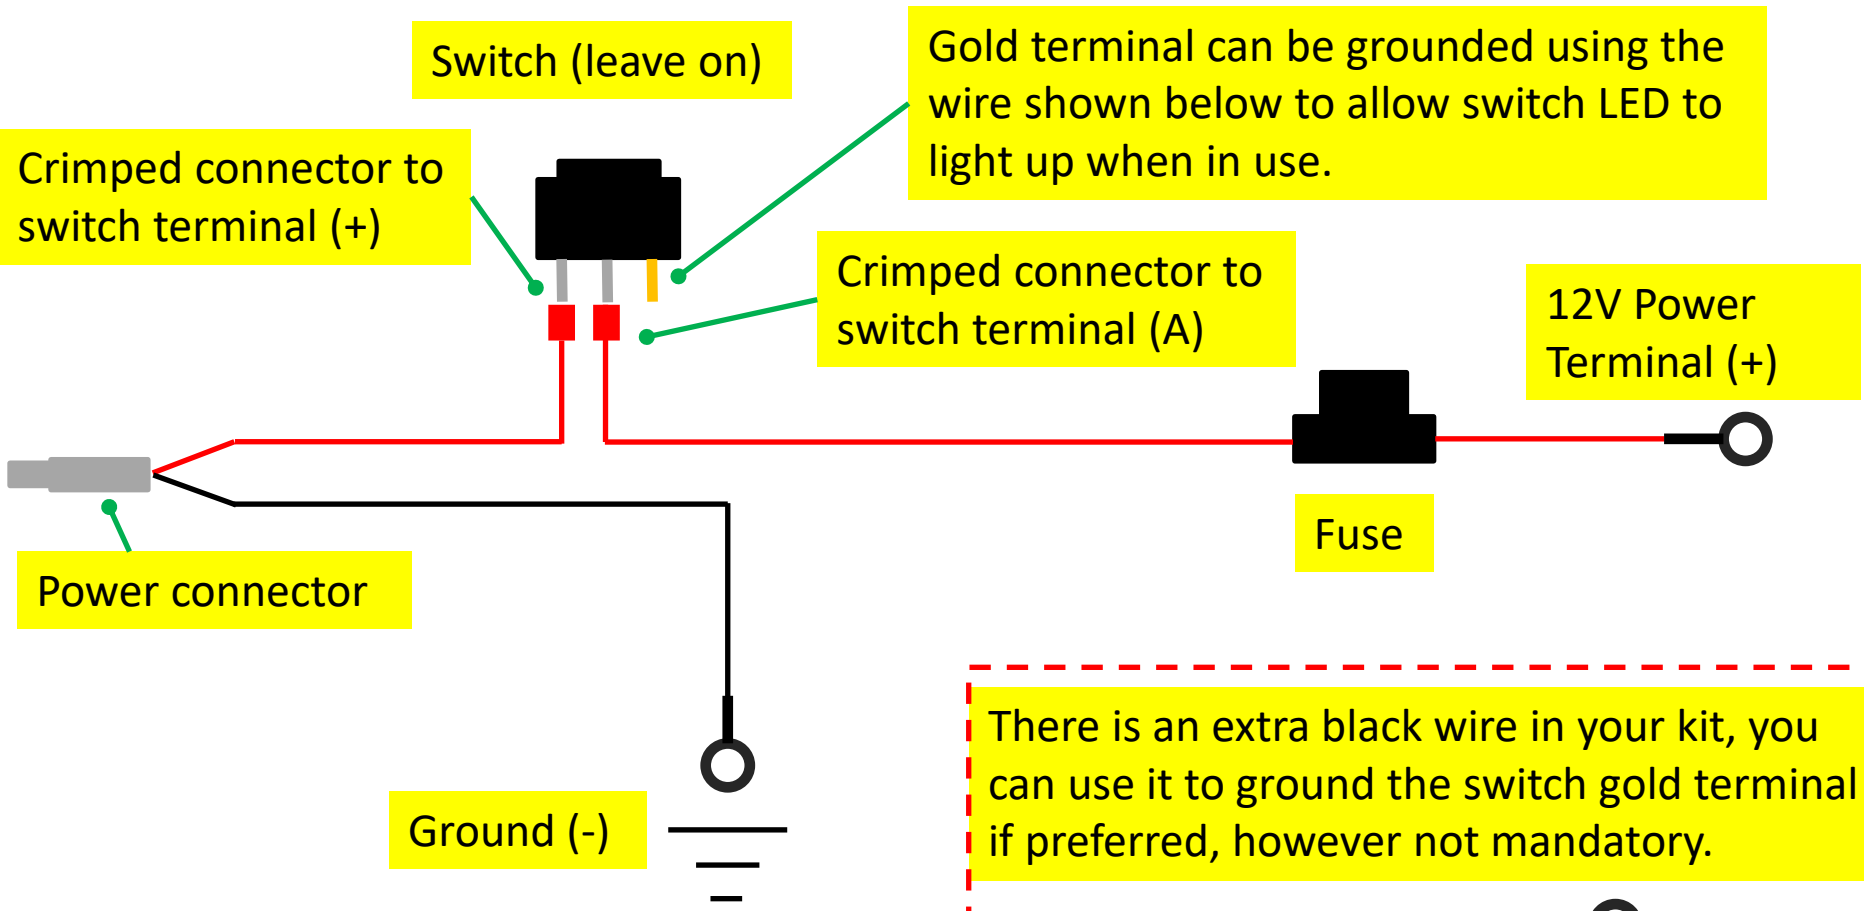 Switch (leave on)
Gold terminal can be grounded using the
wire shown below to allow switch LED to
light up when in use.
Crimped connector to
switch terminal (+)
Crimped connector to
switch terminal (A)
12V Power
Terminal (+)
Fuse
Power connector
Ground (-)
There is an extra black wire in your kit, you
can use it to ground the switch gold terminal
if preferred, however not mandatory.